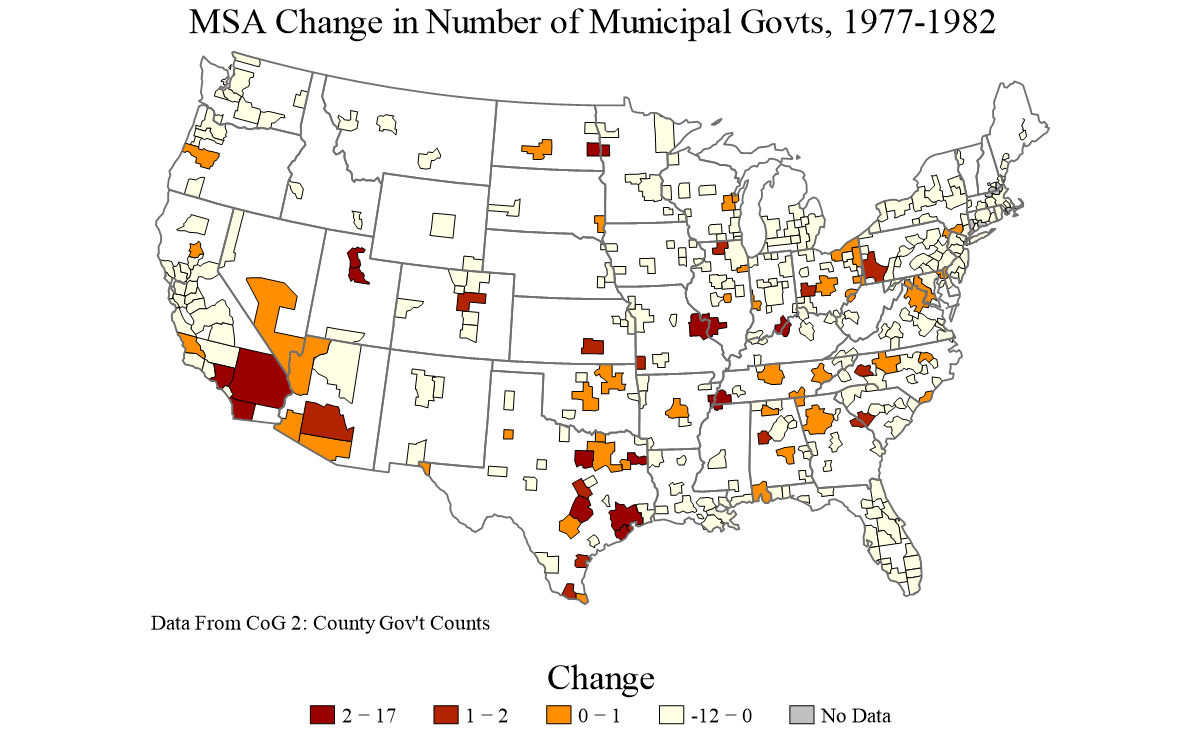 MSA Change in Number of Municipal Govts, 1977-1982
Data From CoG 2: County Gov't Counts
Change
2 − 17
1 − 2
0 − 1
-12 − 0
No Data